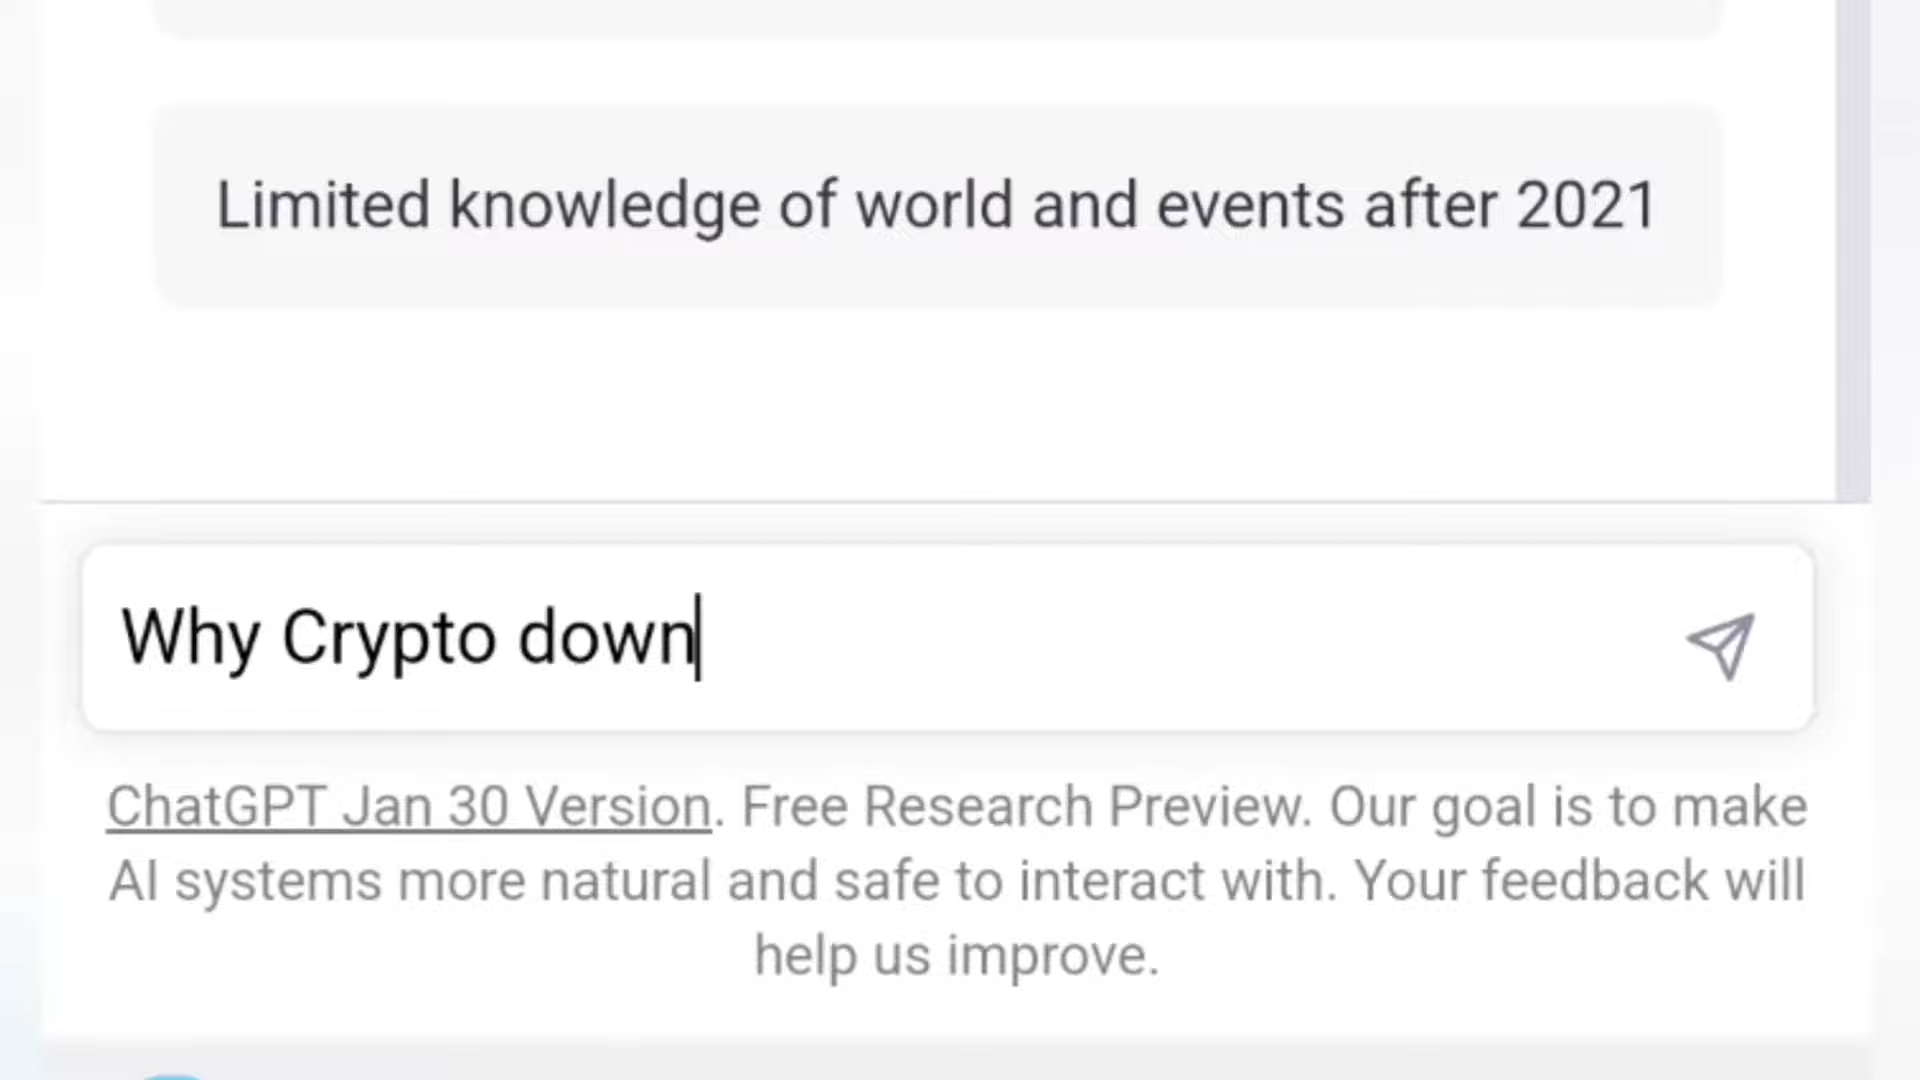 Limited knowledge of world and events after 2021
Why Crypto down
ChatGPT Jan 30 Version. Free Research Preview. Our goal is to make
AI systems more natural and safe to interact with. Your feedback will
help us improve.